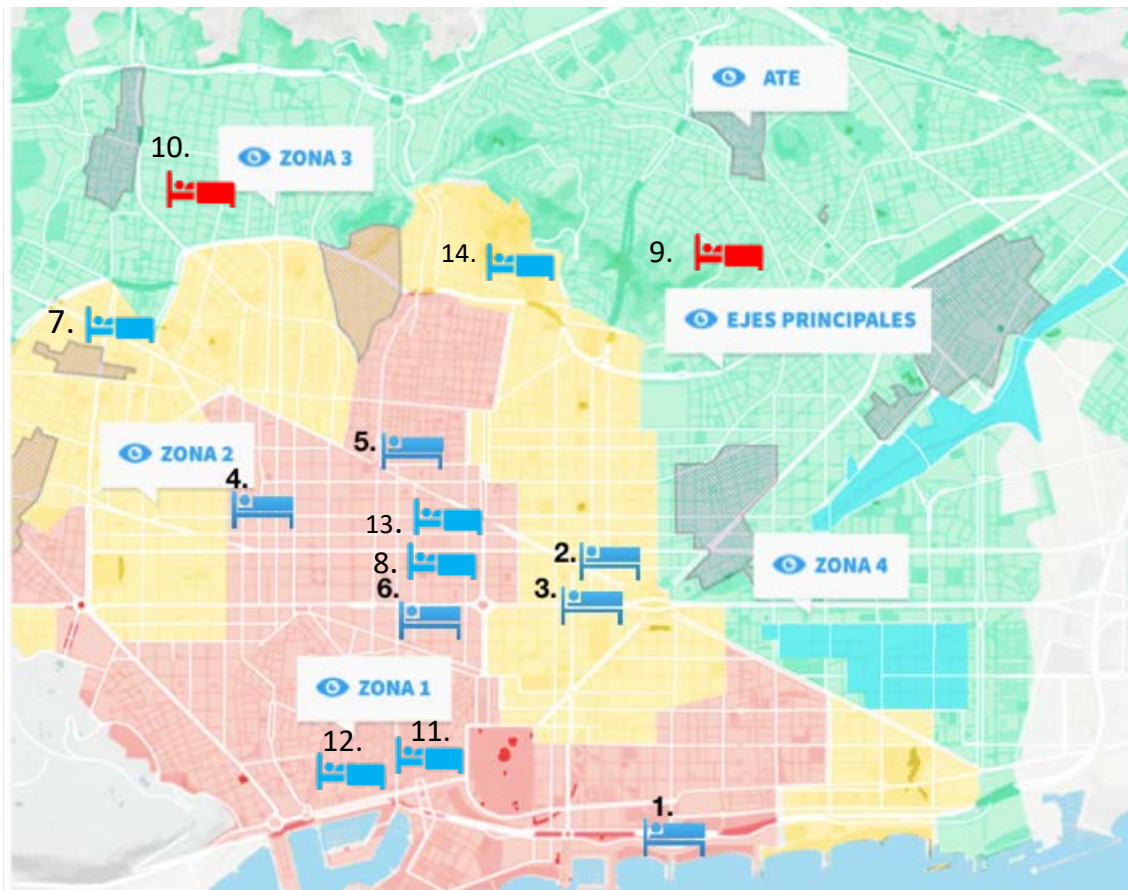 ATE
10.
ZONA 3
14.
9.
7.
EJES PRINCIPALES
5.
ZONA 2
4.
13.
2.
8.
ZONA 4
6.
3.
ZONA 1
11.
12.
1.